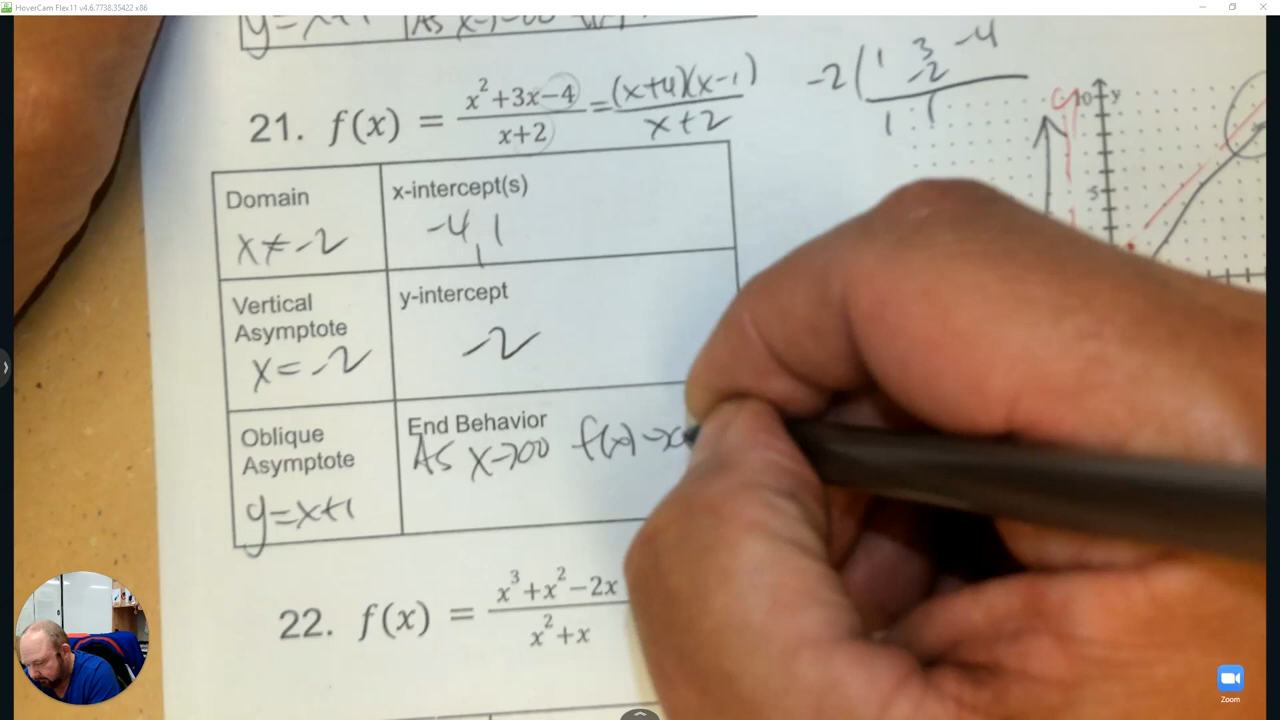 HoverCam Flex11 v4.6.7738.35422 x86
y=x+1 As x→-∞
21. f(x) = x²+3x-4 / x+2 = (x+4)(x-1) / x+2
-2( 1 3 -4
-2
1 1
10 y
5
Domain x-intercept(s)
x≠-2 -4, 1
Vertical Asymptote y-intercept
x=-2 -2
Oblique Asymptote End Behavior
y=x+1 As x→∞ f(x)→
22. f(x) = x³+x²-2x / x²+x
Zoom